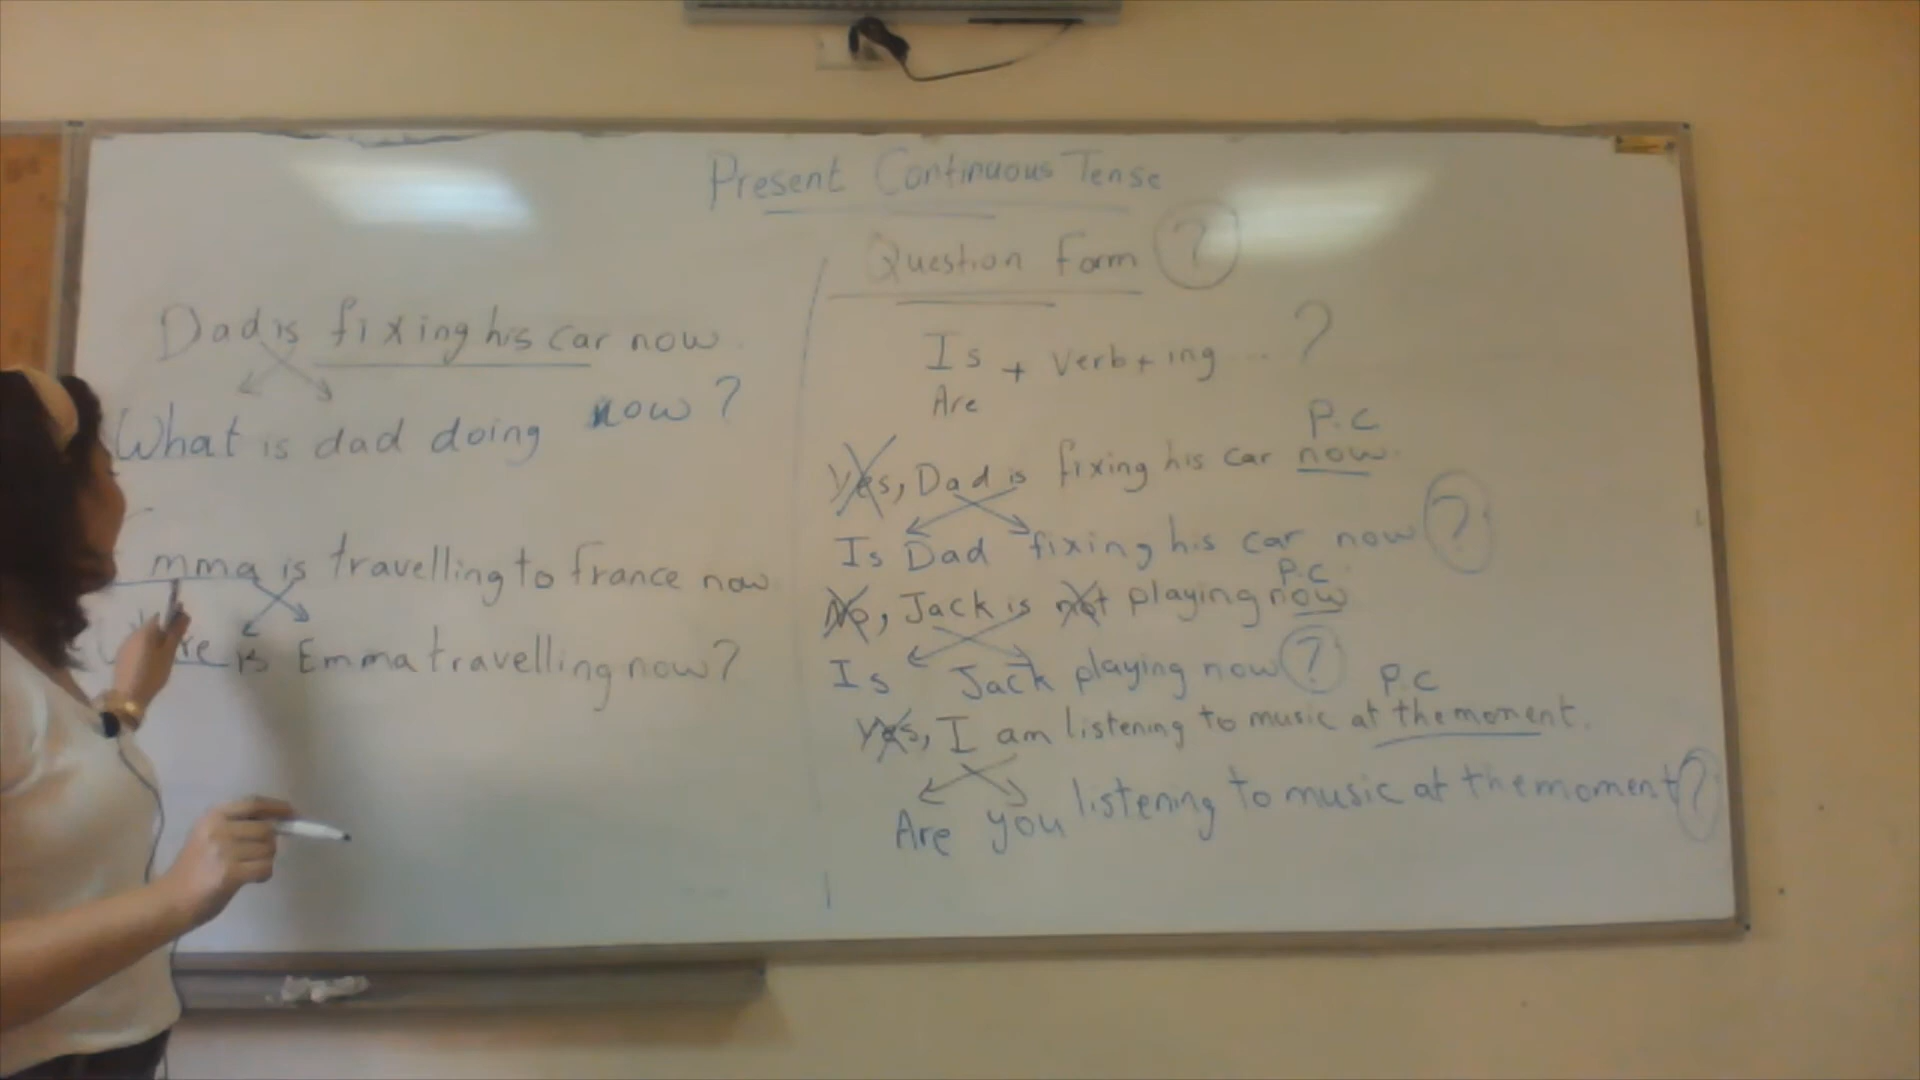 Present Continuous Tense
Question Form ?
Dad is fixing his car now.
What is dad doing now?
mma is travelling to france now
re is Emma travelling now?
Is + verb + ing ... ?
Are
P.C
Yes, Dad is fixing his car now.
Is Dad fixing his car now?
P.C
No, Jack is not playing now
Is Jack playing now?
P.C
Yes, I am listening to music at the moment.
Are you listening to music at the moment?